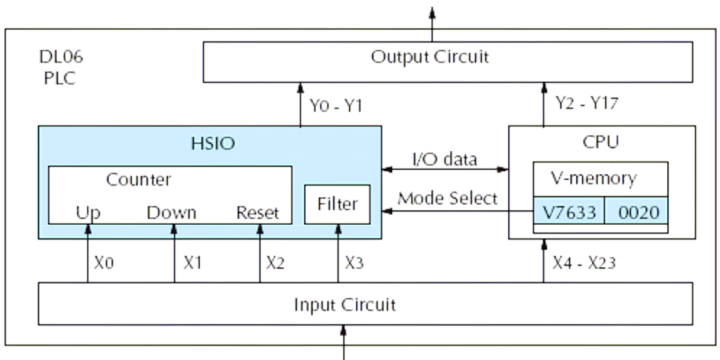 DL06
PLC
Output Circuit
Y0 - Y1
Y2 - Y17
HSIO
CPU
I/O data
Counter
Up Down Reset
Filter
Mode Select
V-memory
V7633 0020
X0 X1 X2 X3 X4 - X23
Input Circuit